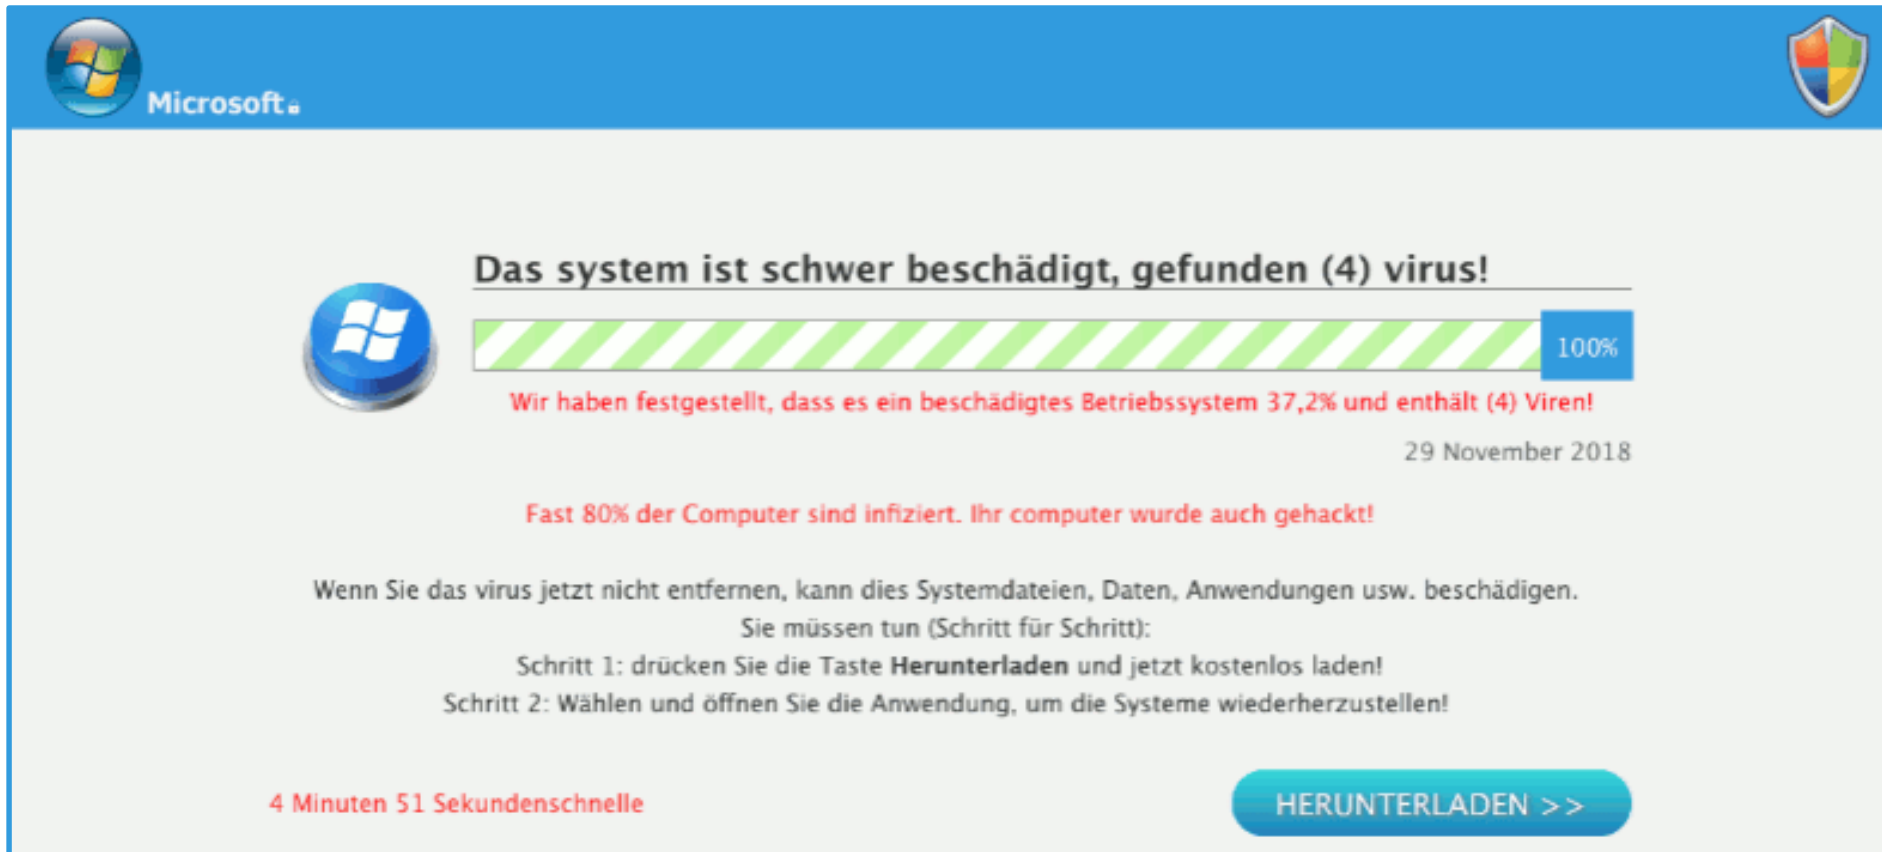 Microsoft
Das system ist schwer beschädigt, gefunden (4) virus!
100%
Wir haben festgestellt, dass es ein beschädigtes Betriebssystem 37,2% und enthält (4) Viren!
29 November 2018
Fast 80% der Computer sind infiziert. Ihr computer wurde auch gehackt!
Wenn Sie das virus jetzt nicht entfernen, kann dies Systemdateien, Daten, Anwendungen usw. beschädigen.
Sie müssen tun (Schritt für Schritt):
Schritt 1: drücken Sie die Taste Herunterladen und jetzt kostenlos laden!
Schritt 2: Wählen und öffnen Sie die Anwendung, um die Systeme wiederherzustellen!
4 Minuten 51 Sekundenschnelle
HERUNTERLADEN >>